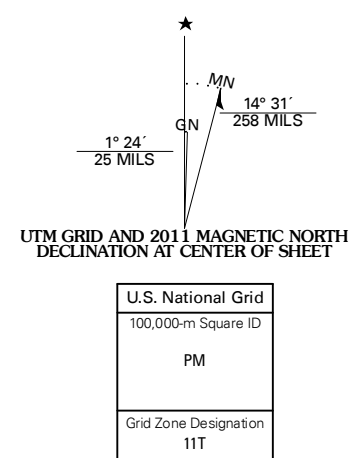 MN
14° 31´
258 MILS
GN
1° 24´
25 MILS
UTM GRID AND 2011 MAGNETIC NORTH
DECLINATION AT CENTER OF SHEET
U.S. National Grid
100,000-m Square ID
PM
Grid Zone Designation
11T